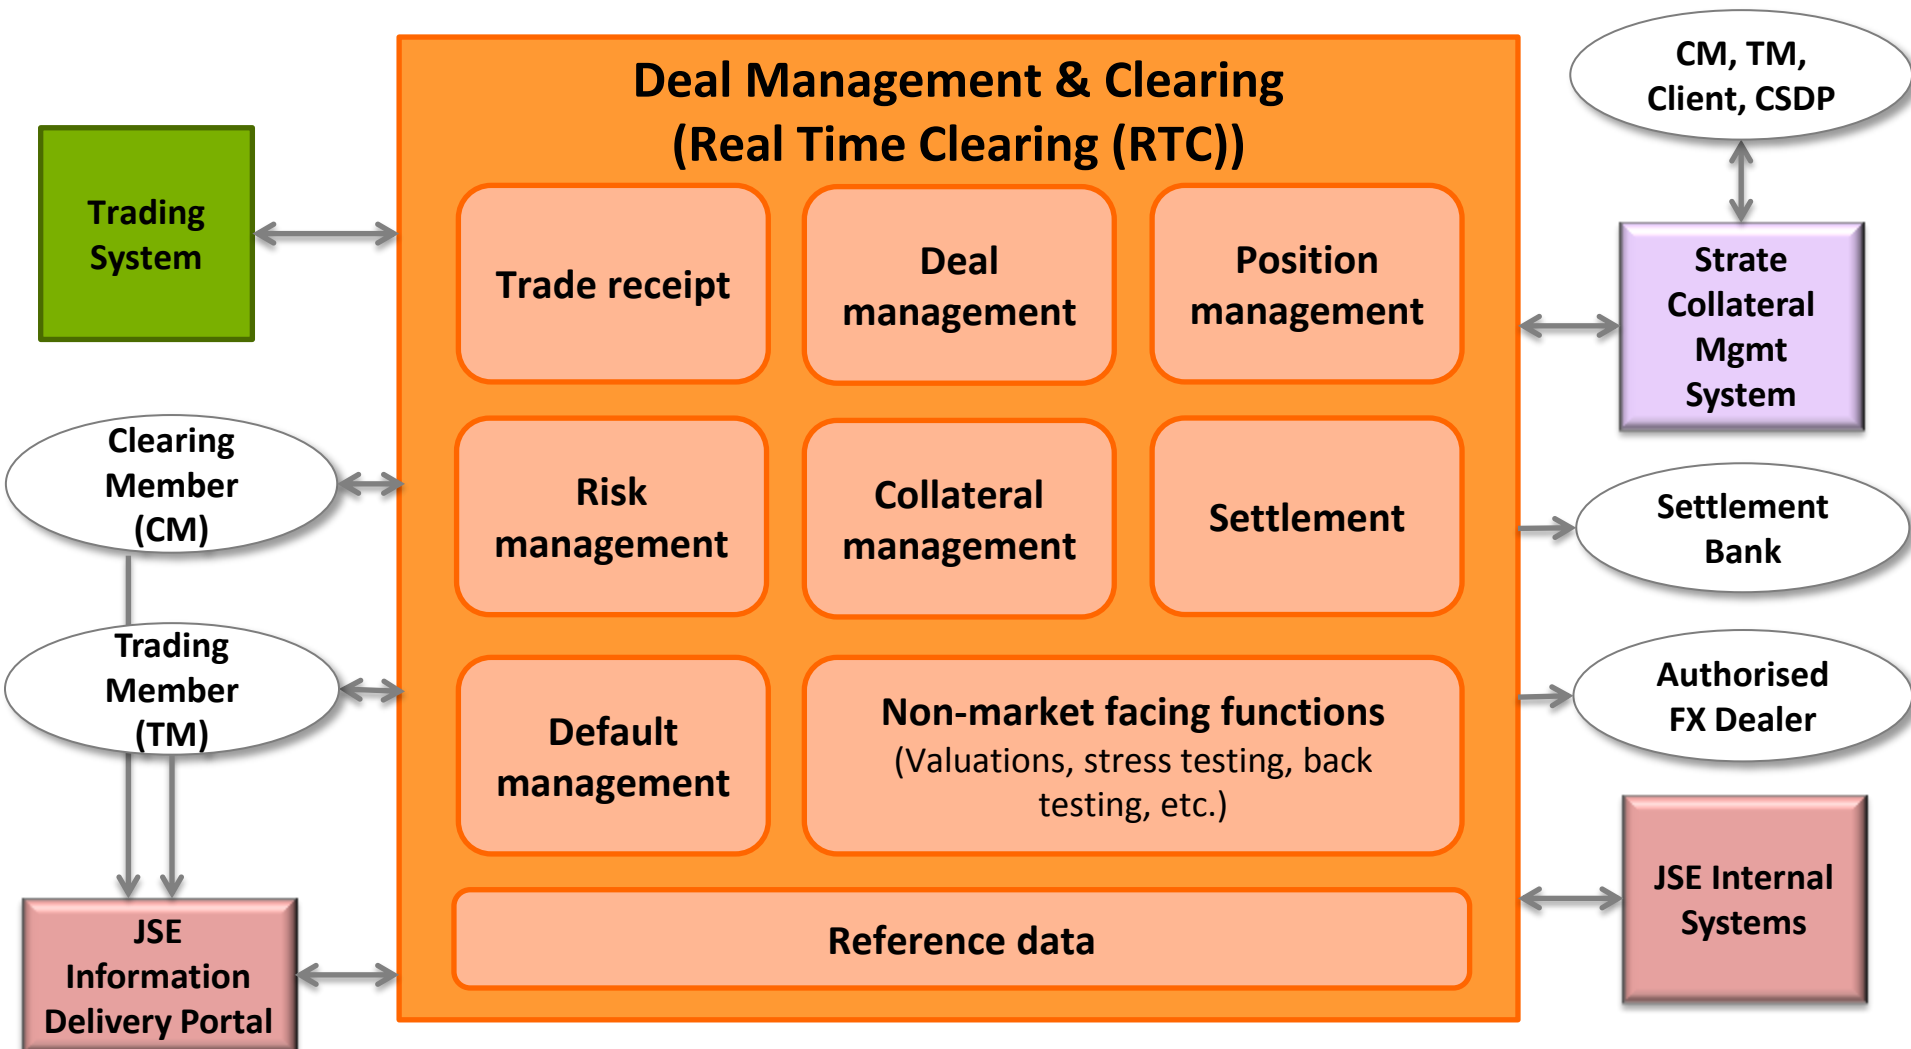 Deal Management & Clearing
(Real Time Clearing (RTC))
Trading
System
Clearing
Member
(CM)
Trading
Member
(TM)
JSE
Information
Delivery Portal
Trade receipt
Deal
management
Position
management
Risk
management
Collateral
management
Settlement
Default
management
Non-market facing functions
(Valuations, stress testing, back
testing, etc.)
Reference data
CM, TM,
Client, CSDP
Strate
Collateral
Mgmt
System
Settlement
Bank
Authorised
FX Dealer
JSE Internal
Systems